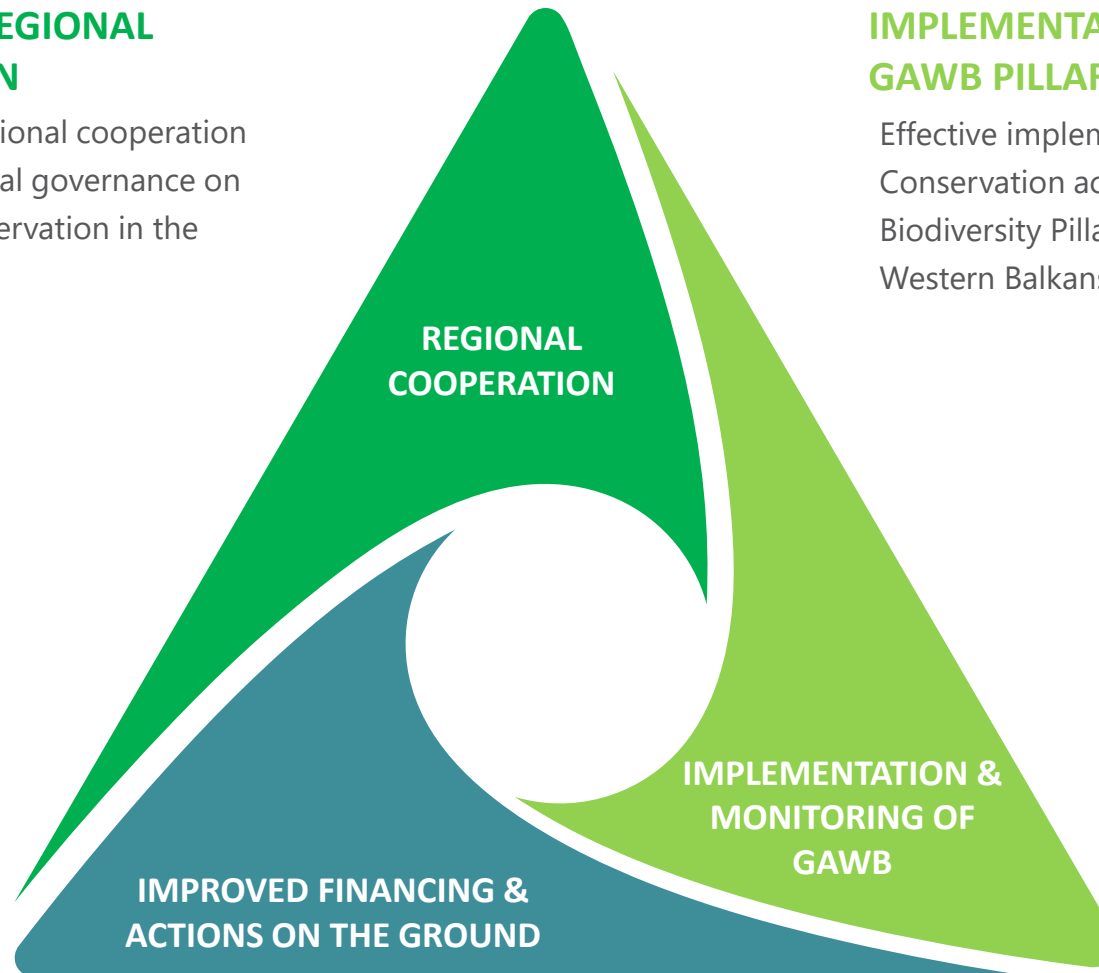 EGIONAL
N
ional cooperation
al governance on
ervation in the
IMPLEMENTA
GAWB PILLAR
Effective implem
Conservation ac
Biodiversity Pilla
Western Balkans
REGIONAL
COOPERATION
IMPLEMENTATION &
MONITORING OF
GAWB
IMPROVED FINANCING &
ACTIONS ON THE GROUND